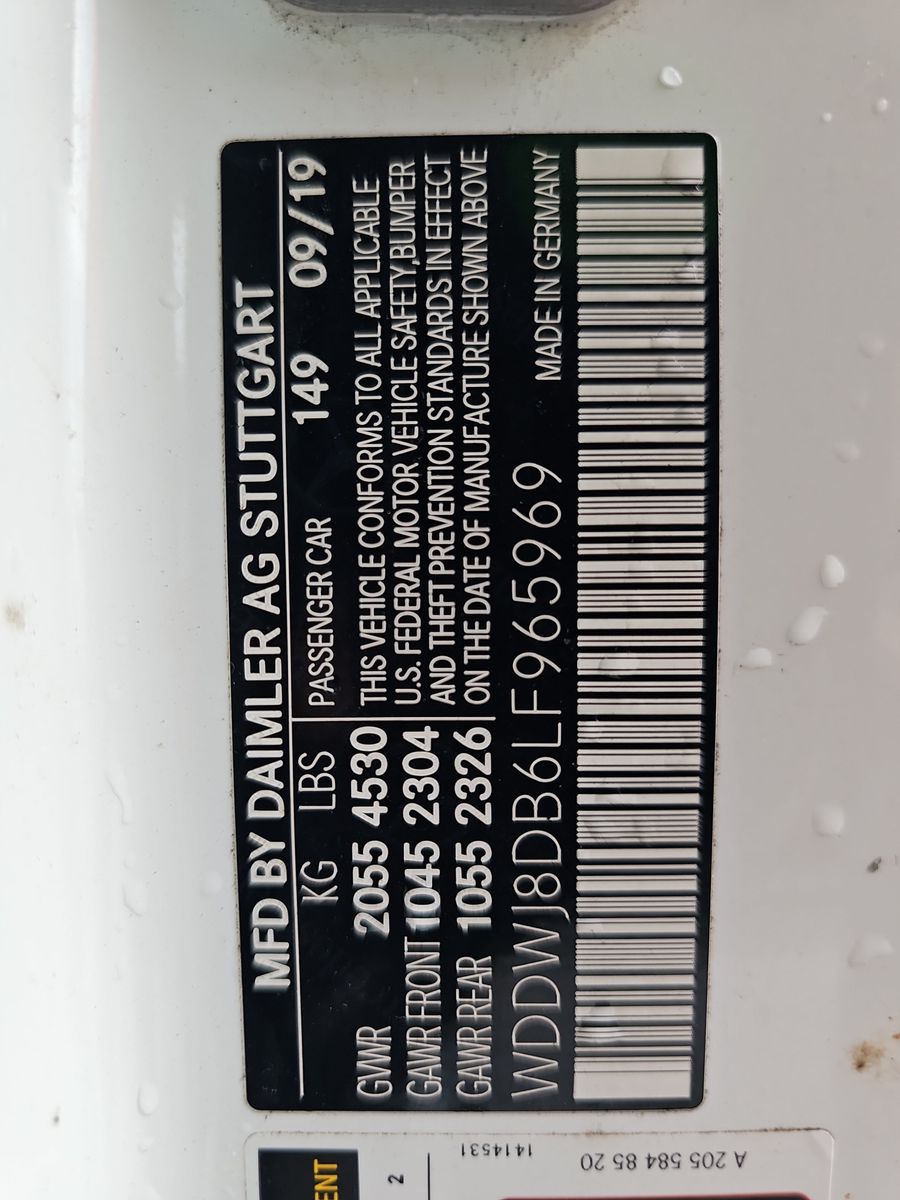 MFD BY DAIMLER AG STUTTGART
KG LBS PASSENGER CAR 149 09/19
GVWR 2055 4530 THIS VEHICLE CONFORMS TO ALL APPLICABLE
GAWR FRONT 1045 2304 U.S. FEDERAL MOTOR VEHICLE SAFETY, BUMPER
AND THEFT PREVENTION STANDARDS IN EFFECT
GAWR REAR 1055 2326 ON THE DATE OF MANUFACTURE SHOWN ABOVE
WDDWJ8DB6LF965969 MADE IN GERMANY
2
1414531
A 205 584 85 20